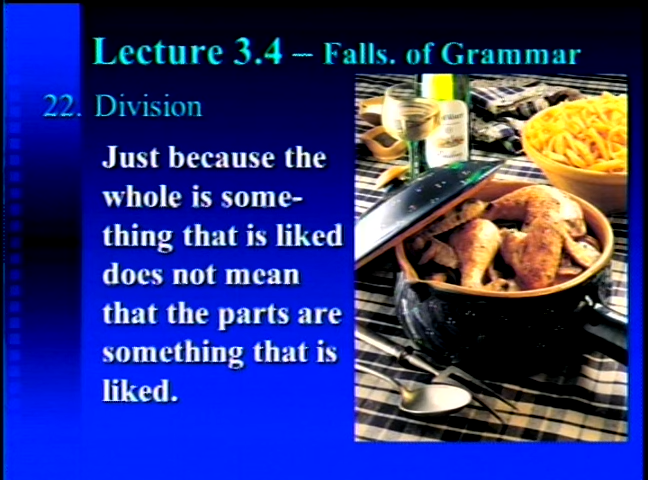 Lecture 3.4 – Falls. of Grammar
22. Division
Just because the
whole is some-
thing that is liked
does not mean
that the parts are
something that is
liked.